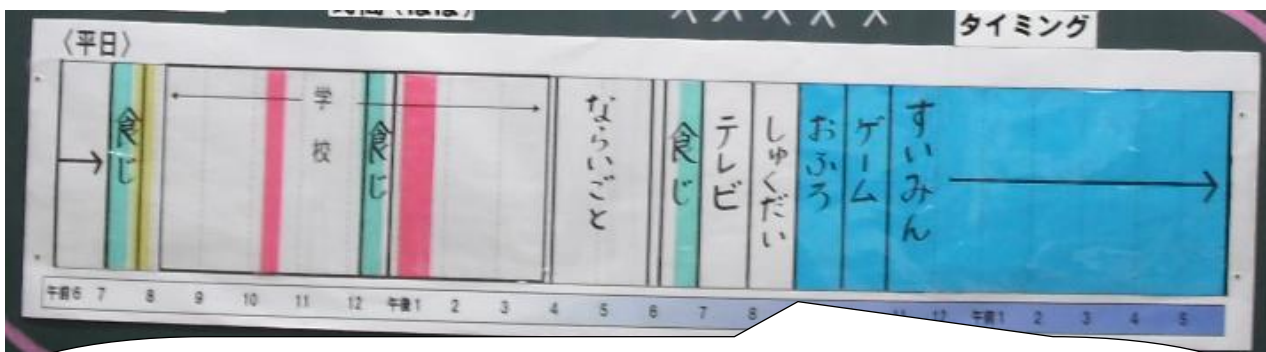 タイミング
〈平日〉
食じ
学校
食じ
ならいごと
食じ
テレビ
しゅくだい
おふろ
ゲーム
すいみん
午前6 7 8 9 10 11 12 午後1 2 3 4 5 6 7 8 11 12 午前1 2 3 4 5